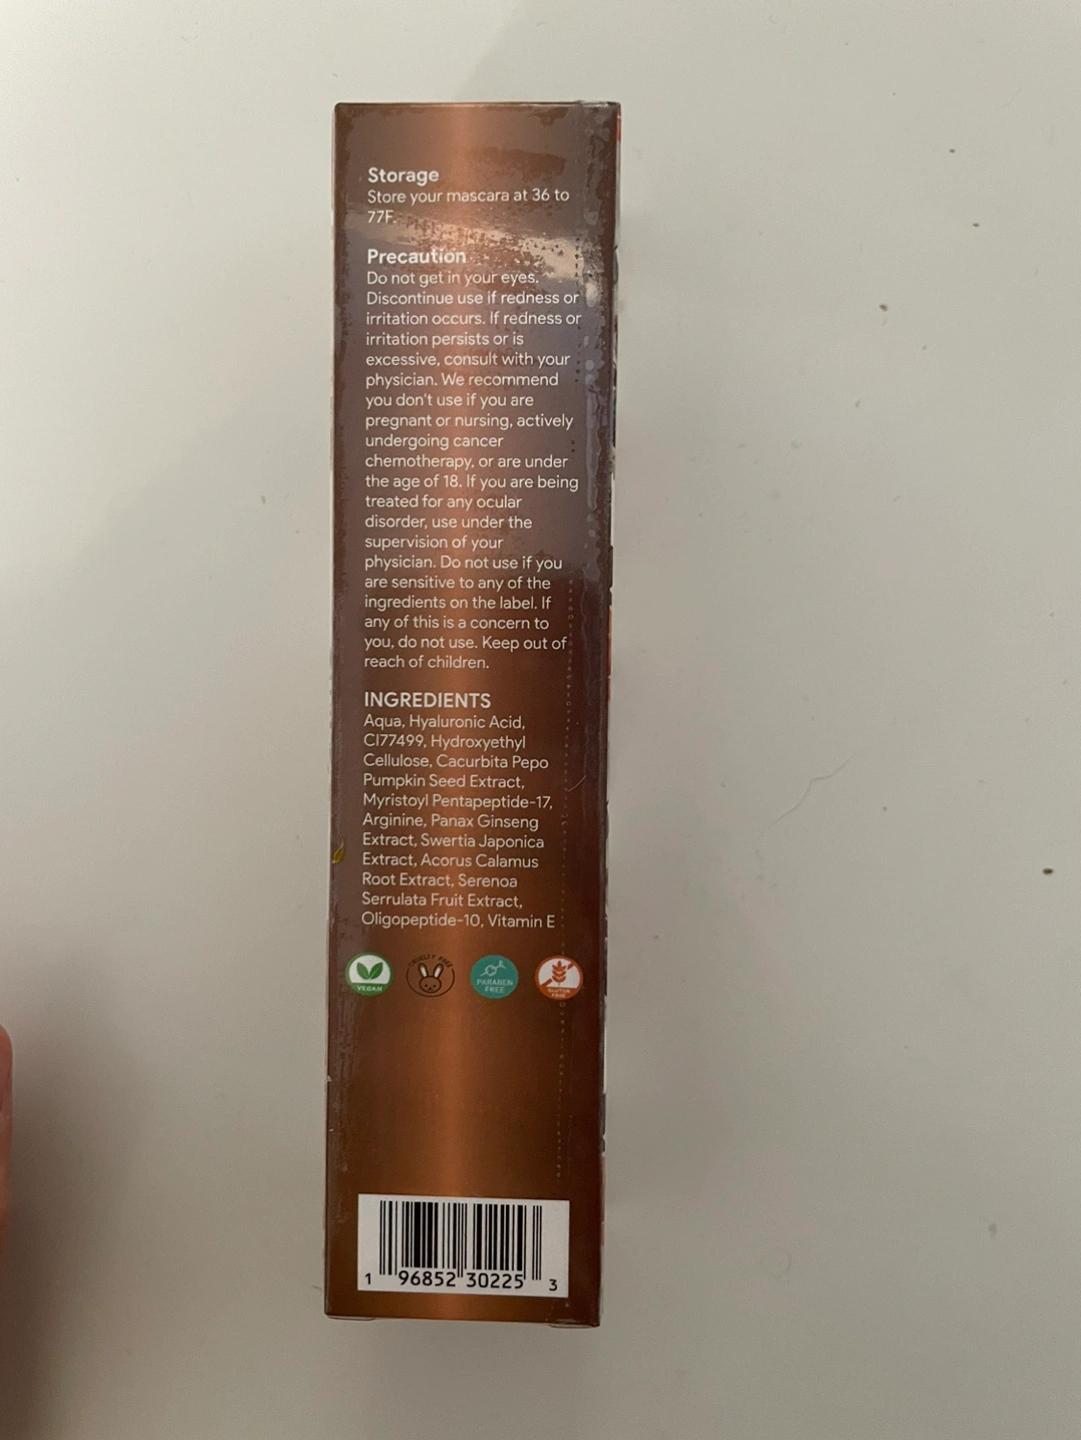 Storage
Store your mascara at 36 to
77F.
Precaution
Do not get in your eyes.
Discontinue use if redness or
irritation occurs. If redness or
irritation persists or is
excessive, consult with your
physician. We recommend
you don't use if you are
pregnant or nursing, actively
undergoing cancer
chemotherapy, or are under
the age of 18. If you are being
treated for any ocular
disorder, use under the
supervision of your
physician. Do not use if you
are sensitive to any of the
ingredients on the label. If
any of this is a concern to
you, do not use. Keep out of
reach of children.
INGREDIENTS
Aqua, Hyaluronic Acid,
CI77499, Hydroxyethyl
Cellulose, Cacurbita Pepo
Pumpkin Seed Extract,
Myristoyl Pentapeptide-17,
Arginine, Panax Ginseng
Extract, Swertia Japonica
Extract, Acorus Calamus
Root Extract, Serenoa
Serrulata Fruit Extract,
Oligopeptide-10, Vitamin E
VEGAN
CRUELTY FREE
PARABEN
FREE
GLUTEN
FREE
1 96852 30225 3